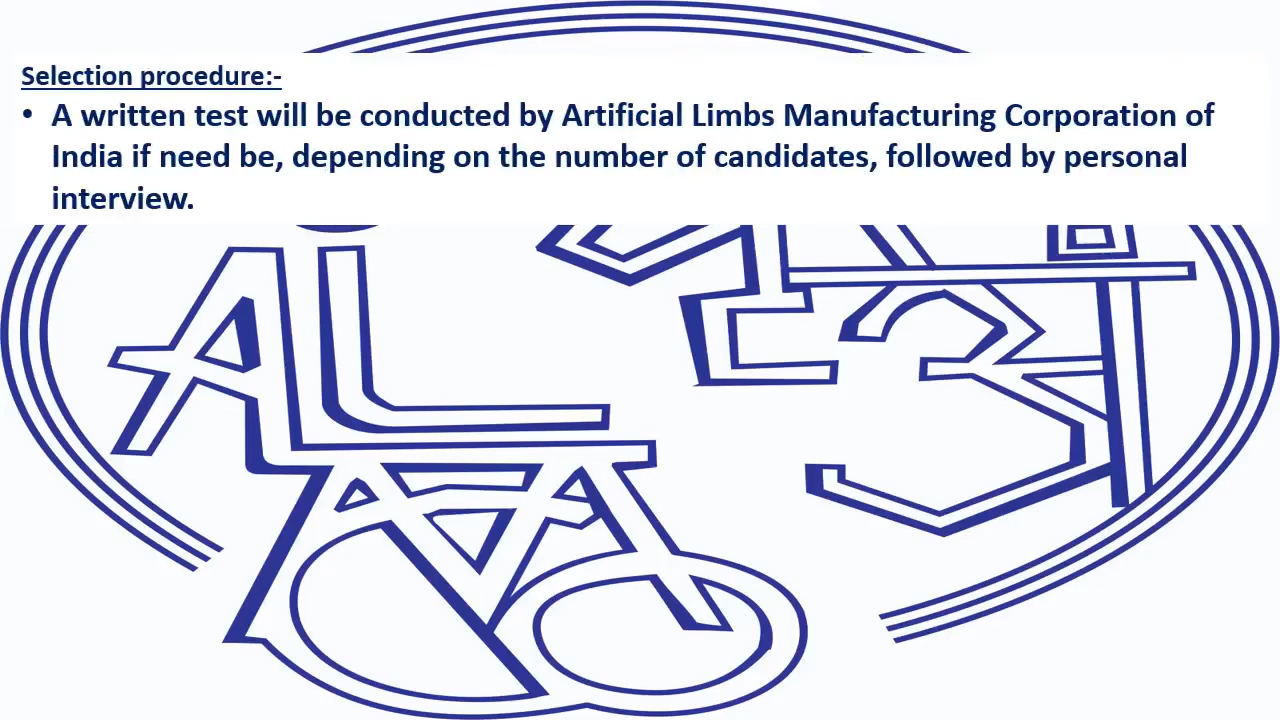 Selection procedure:-
• A written test will be conducted by Artificial Limbs Manufacturing Corporation of
India if need be, depending on the number of candidates, followed by personal
interview.